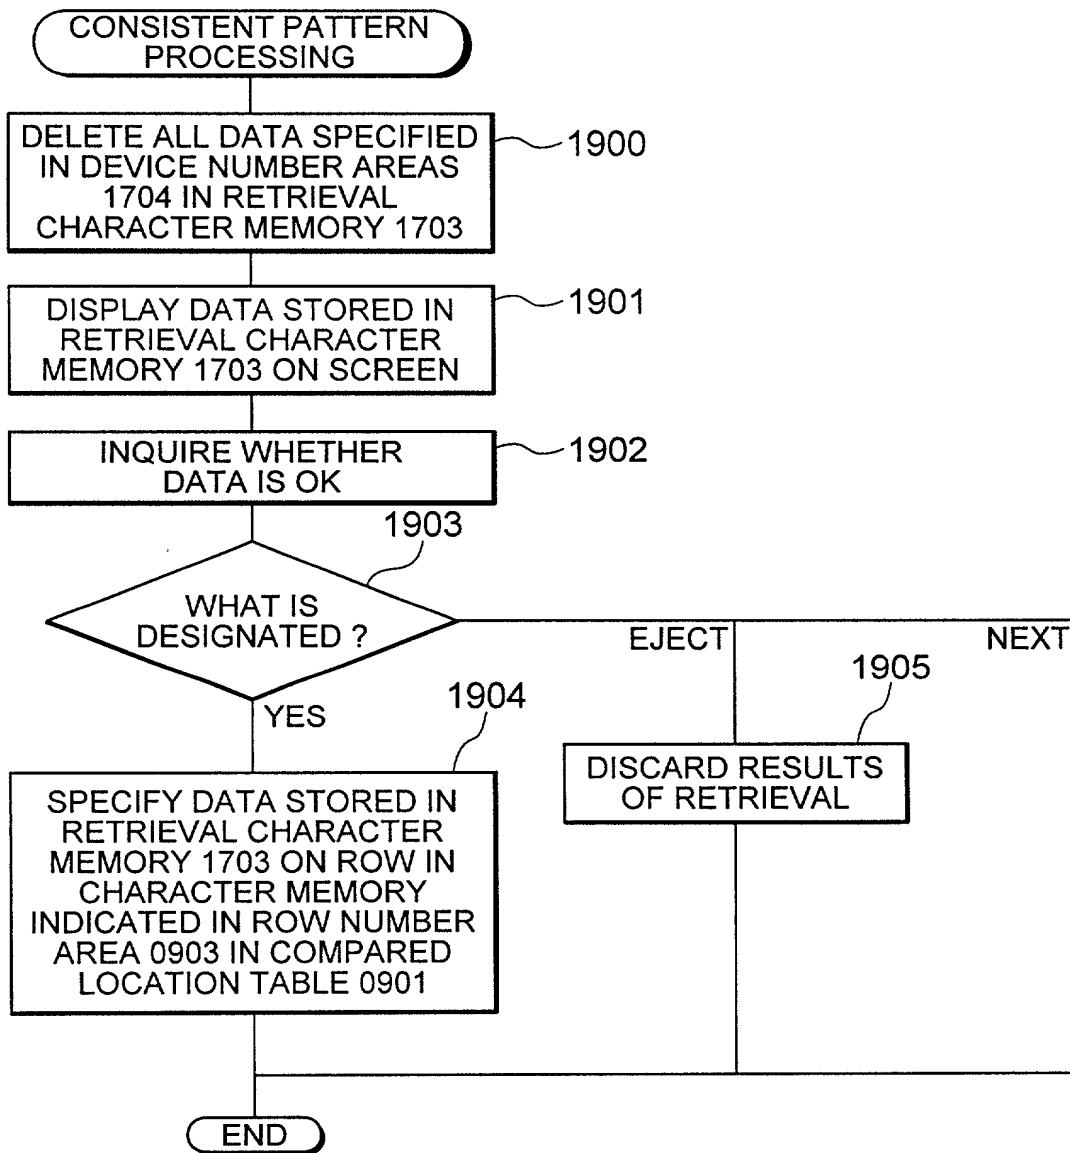 CONSISTENT PATTERN
PROCESSING
DELETE ALL DATA SPECIFIED
IN DEVICE NUMBER AREAS
1704 IN RETRIEVAL
CHARACTER MEMORY 1703
1900
DISPLAY DATA STORED IN
RETRIEVAL CHARACTER
MEMORY 1703 ON SCREEN
1901
INQUIRE WHETHER
DATA IS OK
1902
1903
WHAT IS
DESIGNATED ?
EJECT
NEXT
YES
1904
1905
SPECIFY DATA STORED IN
RETRIEVAL CHARACTER
MEMORY 1703 ON ROW IN
CHARACTER MEMORY
INDICATED IN ROW NUMBER
AREA 0903 IN COMPARED
LOCATION TABLE 0901
DISCARD RESULTS
OF RETRIEVAL
END